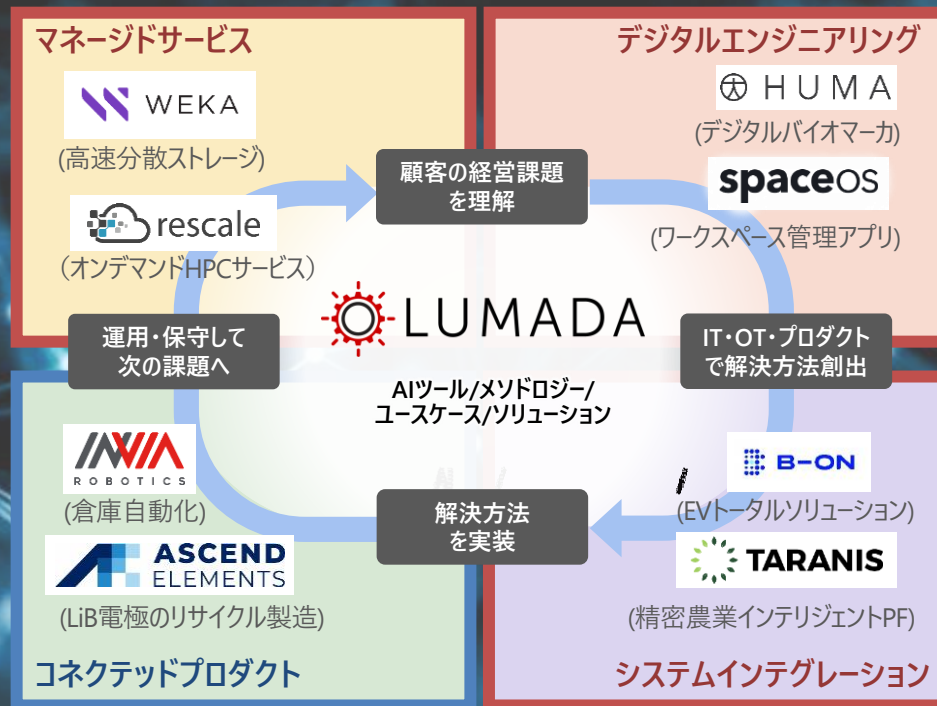 マネージドサービス
WEKA
(高速分散ストレージ)
rescale
(オンデマンドHPCサービス)
デジタルエンジニアリング
HUMA
(デジタルバイオマーカ)
spaceOS
(ワークスペース管理アプリ)
顧客の経営課題
を理解
運用・保守して
次の課題へ
LUMADA
AIツール/メソドロジー/
ユースケース/ソリューション
IT・OT・プロダクト
で解決方法創出
解決方法
を実装
INVIA
ROBOTICS
(倉庫自動化)
ASCEND
ELEMENTS
(LiB電極のリサイクル製造)
コネクテッドプロダクト
B-ON
(EVトータルソリューション)
TARANIS
(精密農業インテリジェントPF)
システムインテグレーション